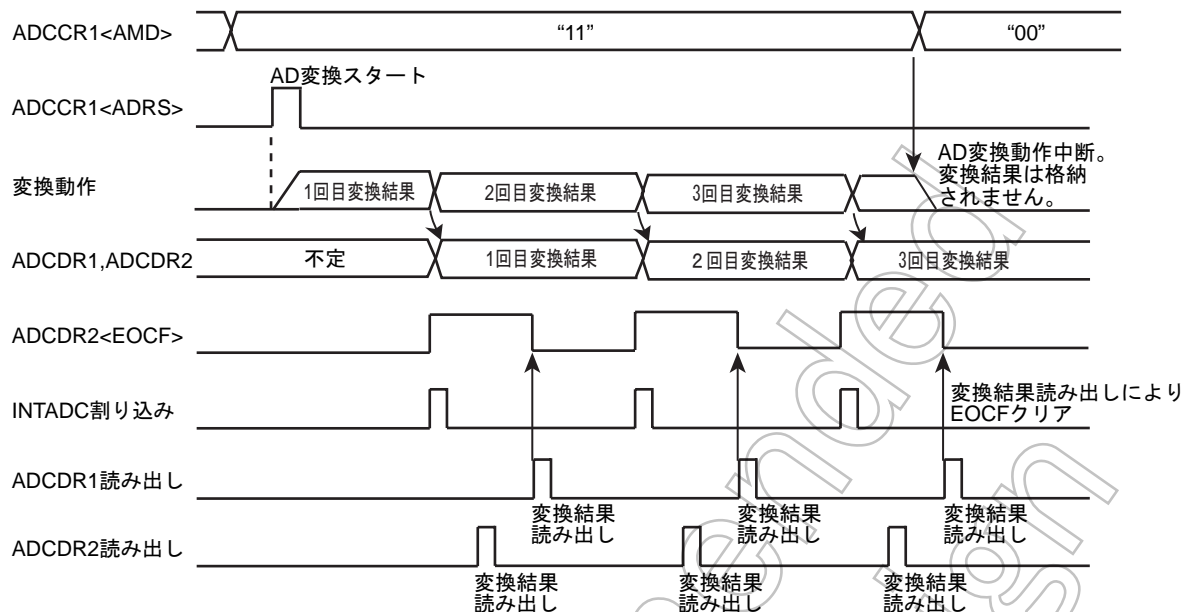 ADCCR1<AMD>
“11”
“00”
AD変換スタート
ADCCR1<ADRS>
AD変換動作中断。
変換結果は格納
されません。
変換動作
1回目変換結果
2回目変換結果
3回目変換結果
ADCDR1,ADCDR2
不定
1回目変換結果
2回目変換結果
3回目変換結果
ADCDR2<EOCF>
INTADC割り込み
変換結果読み出しにより
EOCFクリア
ADCDR1読み出し
変換結果
読み出し
変換結果
読み出し
変換結果
読み出し
ADCDR2読み出し
変換結果
読み出し
変換結果
読み出し
変換結果
読み出し